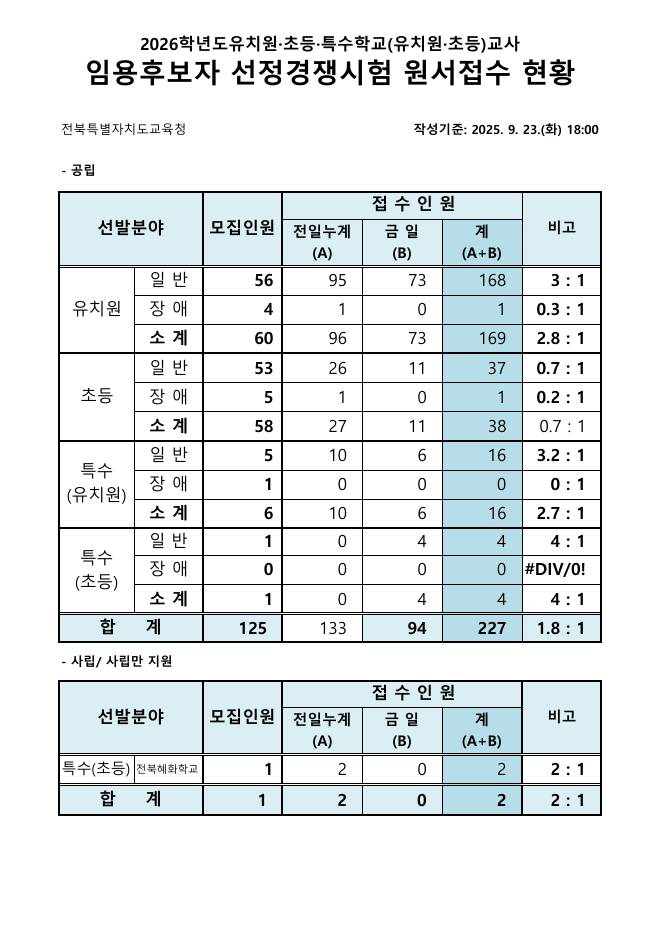 2026학년도유치원·초등·특수학교(유치원·초등)교사
임용후보자 선정경쟁시험 원서접수 현황
전북특별자치도교육청 작성기준: 2025. 9. 23.(화) 18:00
- 공립
선발분야 모집인원 접 수 인 원 비고
전일누계 (A) 금 일 (B) 계 (A+B)
유치원 일 반 56 95 73 168 3 : 1
장 애 4 1 0 1 0.3 : 1
소 계 60 96 73 169 2.8 : 1
초등 일 반 53 26 11 37 0.7 : 1
장 애 5 1 0 1 0.2 : 1
소 계 58 27 11 38 0.7 : 1
특수 (유치원) 일 반 5 10 6 16 3.2 : 1
장 애 1 0 0 0 0 : 1
소 계 6 10 6 16 2.7 : 1
특수 (초등) 일 반 1 0 4 4 4 : 1
장 애 0 0 0 0 #DIV/0!
소 계 1 0 4 4 4 : 1
합 계 125 133 94 227 1.8 : 1
- 사립/ 사립만 지원
선발분야 모집인원 접 수 인 원 비고
전일누계 (A) 금 일 (B) 계 (A+B)
특수(초등) 전북혜화학교 1 2 0 2 2 : 1
합 계 1 2 0 2 2 : 1